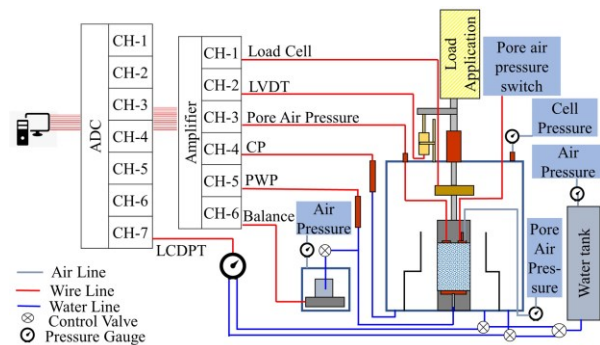 ADC
CH-1
CH-2
CH-3
CH-4
CH-5
CH-6
CH-7
Amplifier
CH-1
CH-2
CH-3
CH-4
CH-5
CH-6
Load Cell
LVDT
Pore Air Pressure
CP
PWP
Balance
LCDPT
Air
Pressure
Load
Application
Pore air
pressure
switch
Cell
Pressure
Air
Pressure
Pore
Air
Pres-
sure
Water tank
Air Line
Wire Line
Water Line
Control Valve
Pressure Gauge